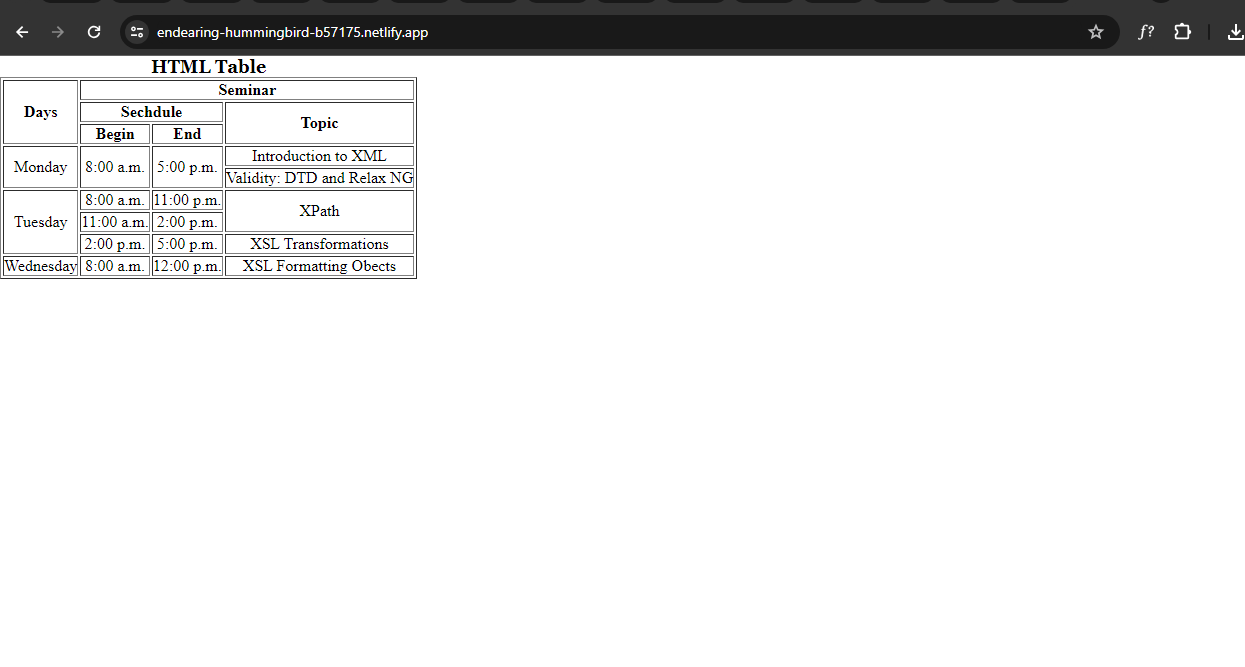 endearing-hummingbird-b57175.netlify.app
f?
HTML Table
Days Seminar
Sechdule Topic
Begin End
Monday 8:00 a.m. 5:00 p.m. Introduction to XML
Validity: DTD and Relax NG
Tuesday 8:00 a.m. 11:00 p.m. XPath
11:00 a.m. 2:00 p.m.
2:00 p.m. 5:00 p.m. XSL Transformations
Wednesday 8:00 a.m. 12:00 p.m. XSL Formatting Obects